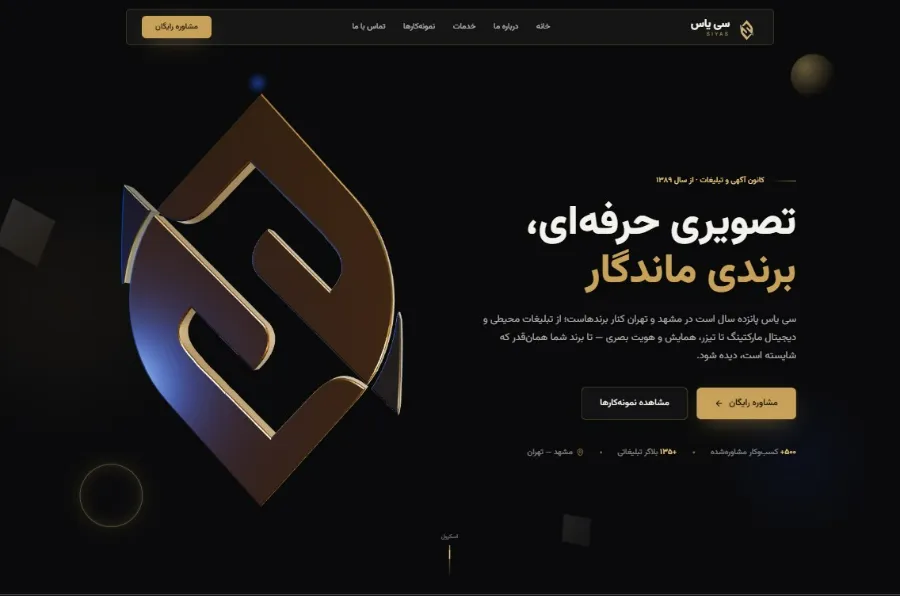 سی یاس
SIYAS
خانه
درباره ما
خدمات
نمونه‌کارها
تماس با ما
مشاوره رایگان
کانون آگهی و تبلیغات · از سال ۱۳۸۹
تصویری حرفه‌ای،
برندی ماندگار
سی یاس پانزده سال است در مشهد و تهران کنار برندهاست؛ از تبلیغات محیطی و
دیجیتال مارکتینگ تا تیزر، همایش و هویت بصری — تا برند شما همان‌قدر که
شایسته است، دیده شود.
مشاوره رایگان ←
مشاهده نمونه‌کارها
+۵۰۰ کسب‌وکار مشاوره‌شده
+۱۳۵ بلاگر تبلیغاتی
مشهد — تهران
اسکرول